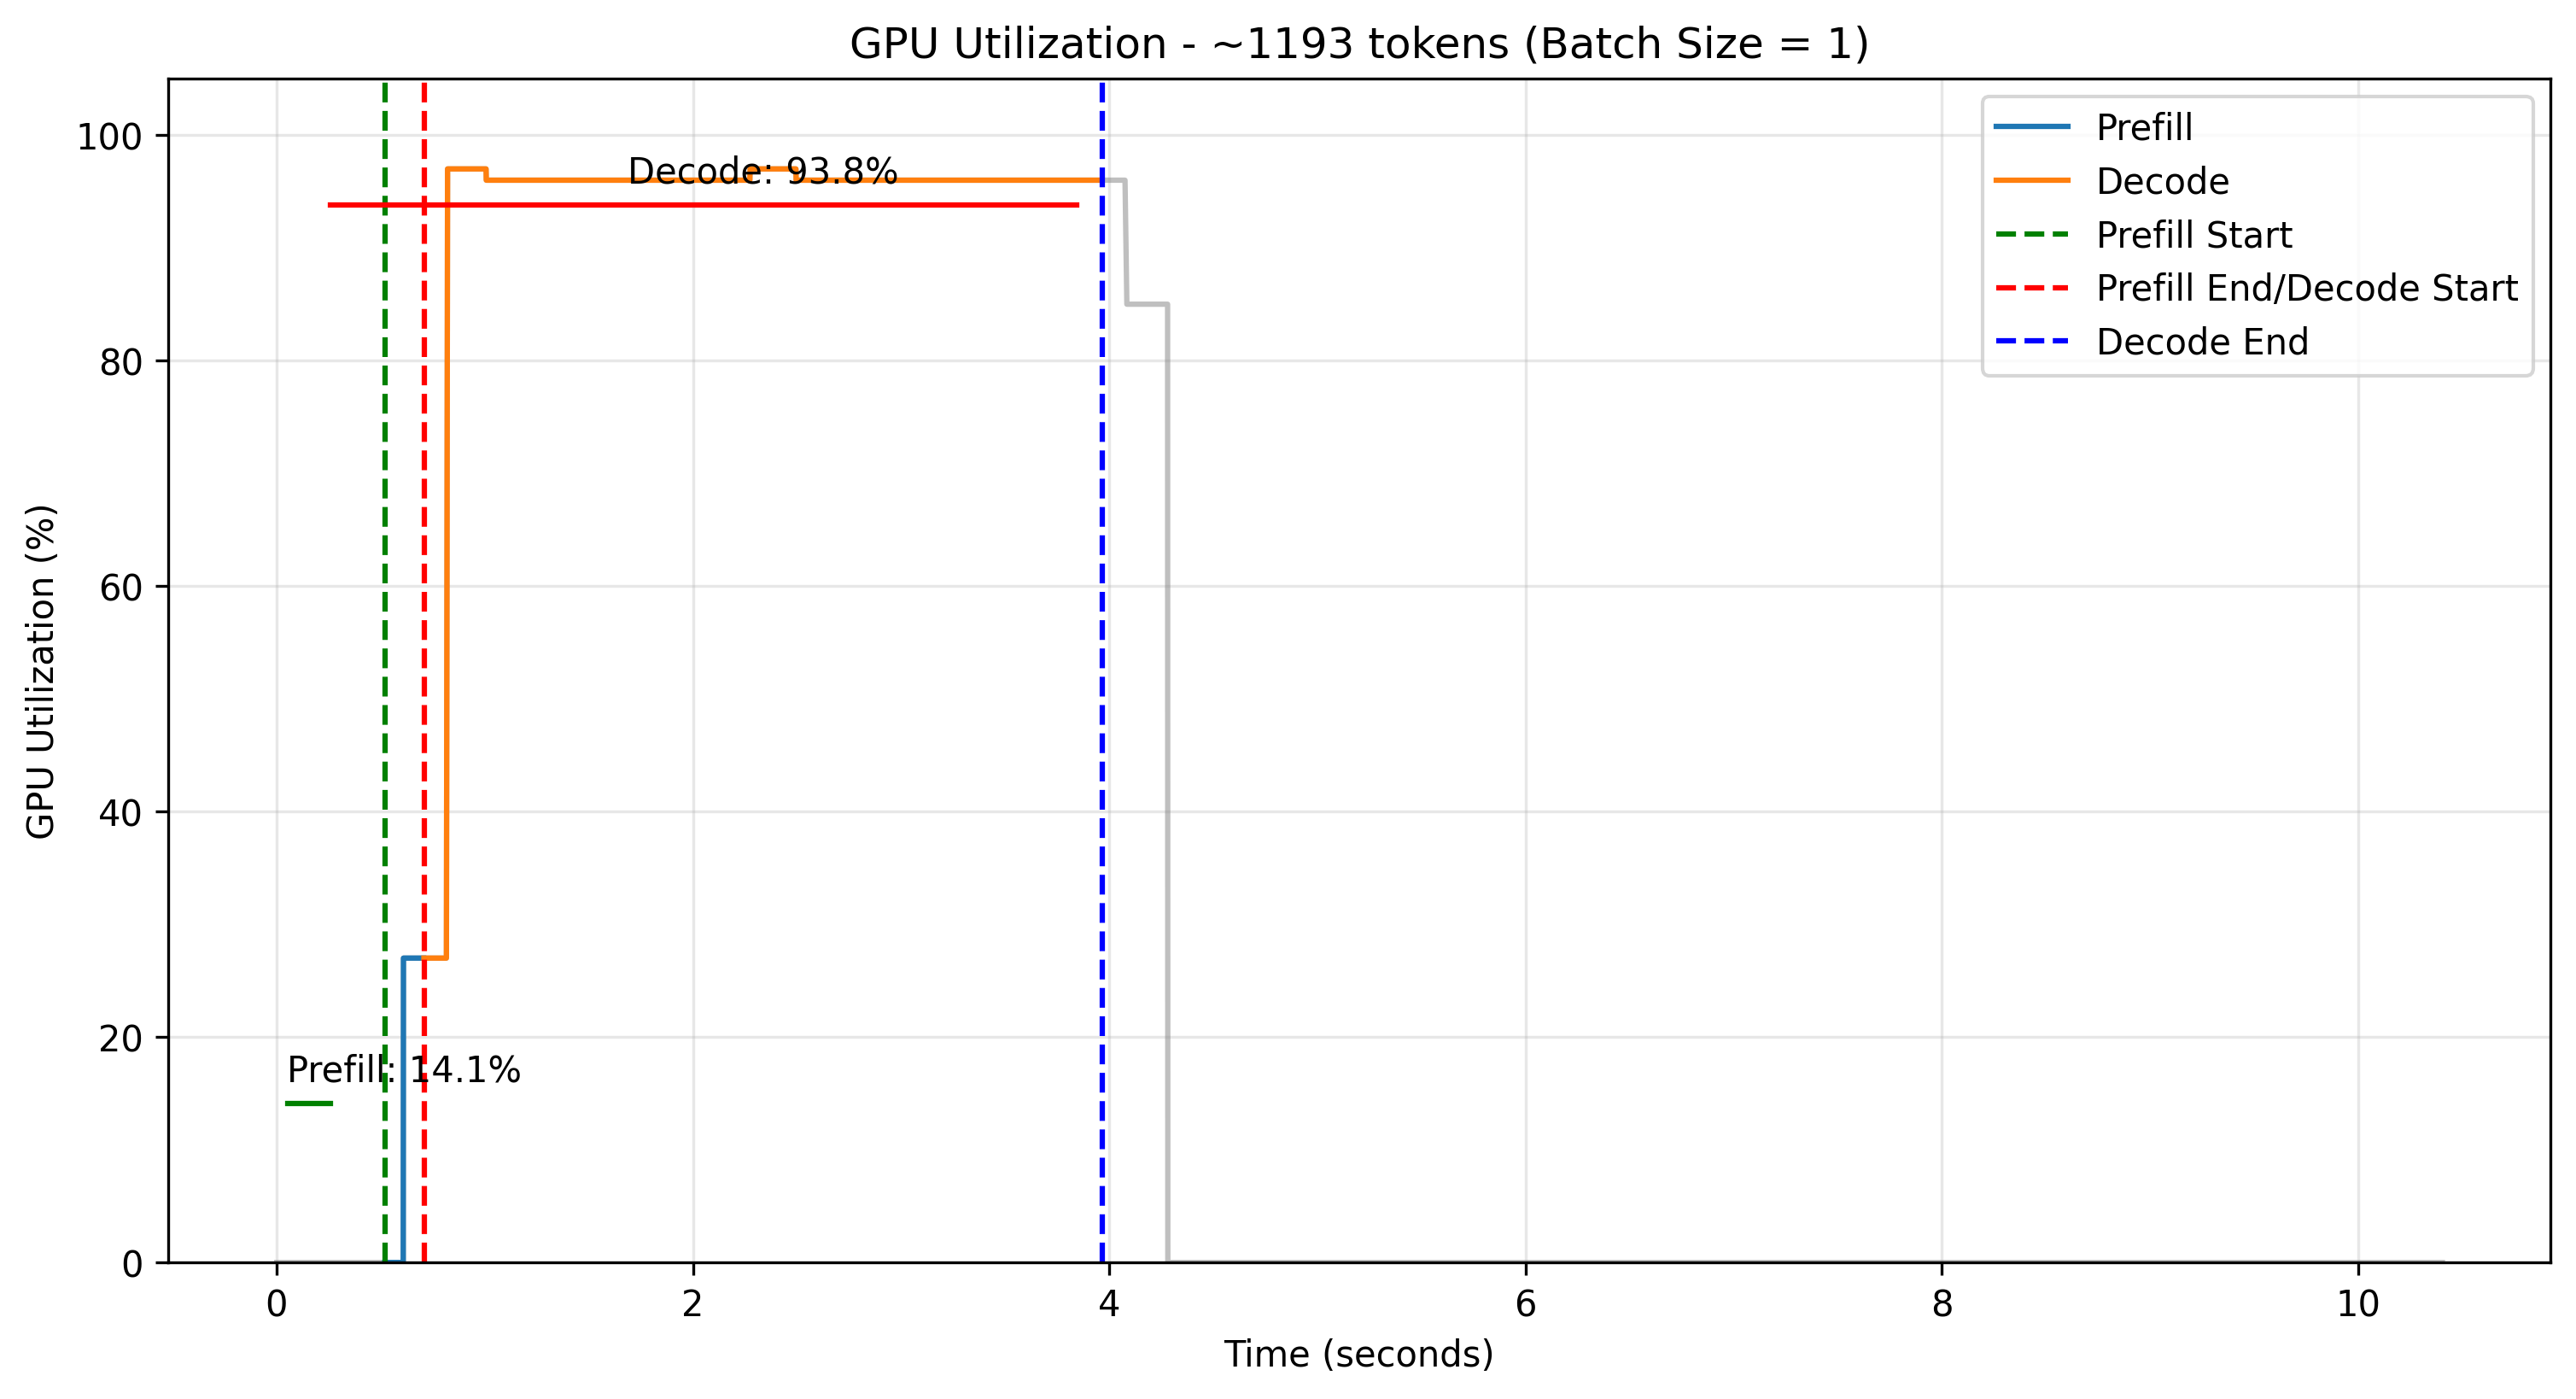 GPU Utilization - ~1193 tokens (Batch Size = 1)
Prefill
Decode
Prefill Start
Prefill End/Decode Start
Decode End
Decode: 93.8%
Prefill: 14.1%
GPU Utilization (%)
100
80
60
40
20
0
0 2 4 6 8 10
Time (seconds)